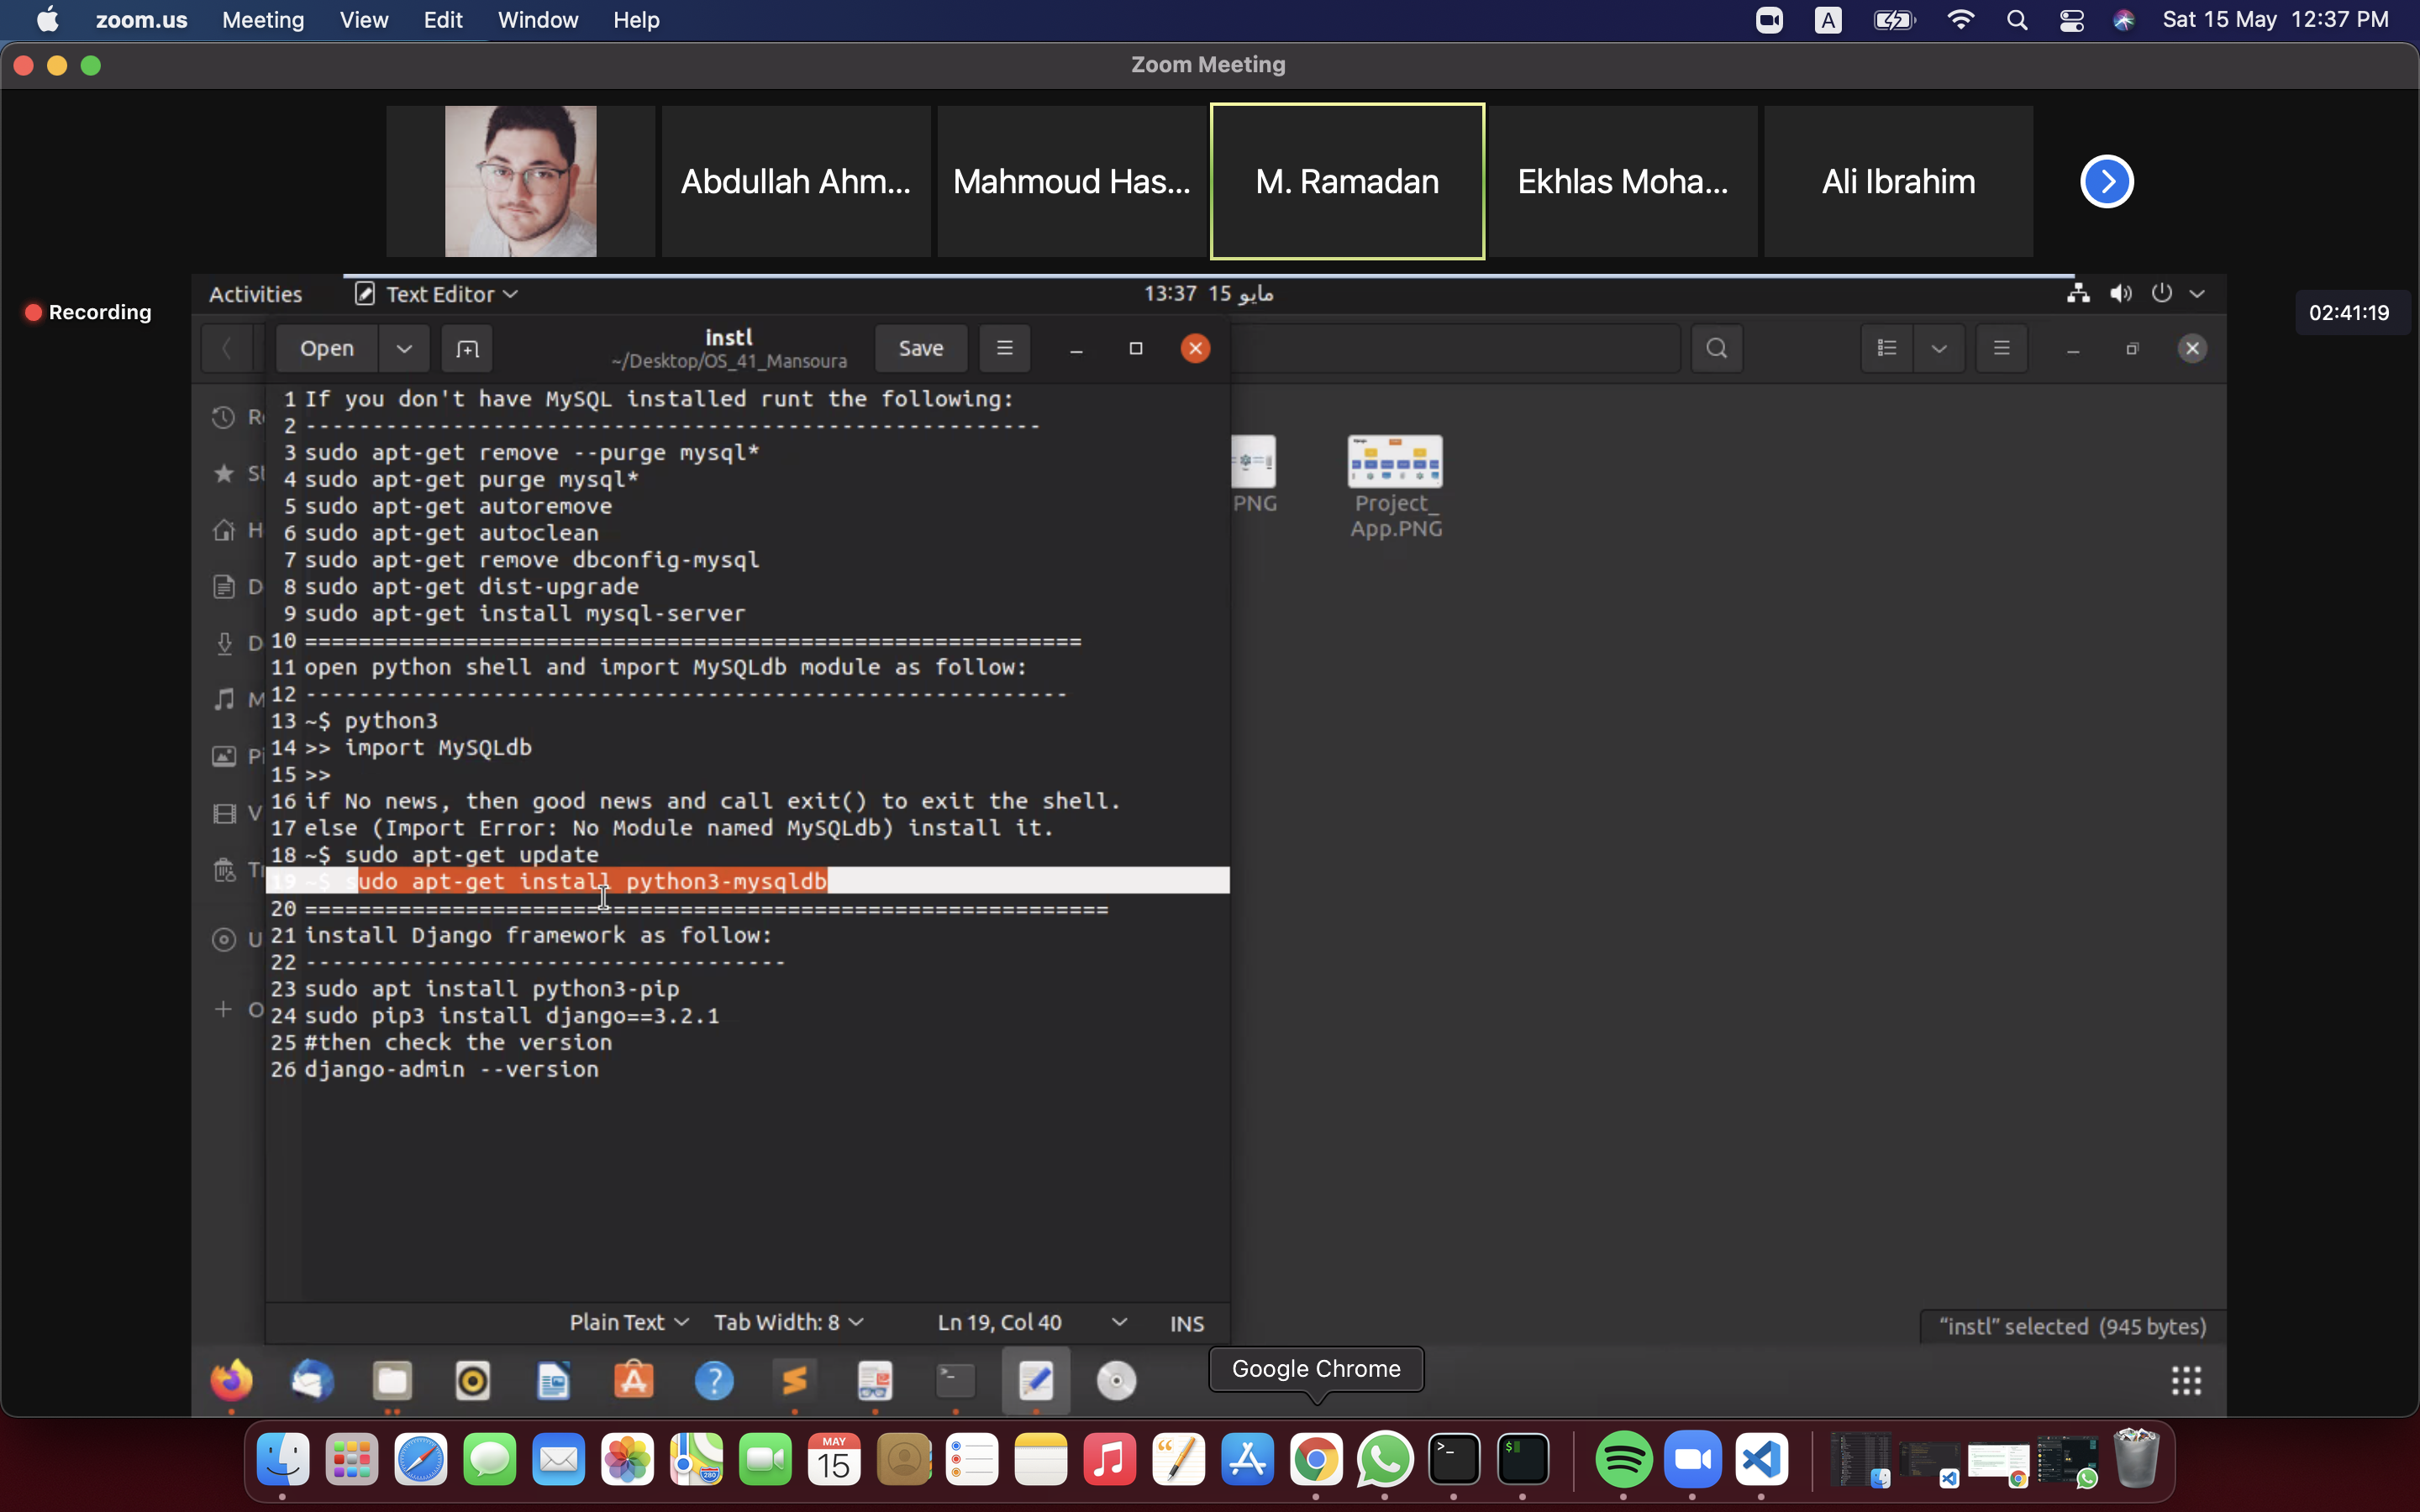 zoom.us Meeting View Edit Window Help A Sat 15 May 12:37 PM
Zoom Meeting
Abdullah Ahm... Mahmoud Has... M. Ramadan Ekhlas Moha... Ali Ibrahim
Recording
02:41:19
Activities Text Editor 13:37 15 مايو
Open instl Save
~/Desktop/OS_41_Mansoura
1 If you don't have MySQL installed runt the following:
2 -------------------------------------------------------
3 sudo apt-get remove --purge mysql*
4 sudo apt-get purge mysql*
5 sudo apt-get autoremove
6 sudo apt-get autoclean
7 sudo apt-get remove dbconfig-mysql
8 sudo apt-get dist-upgrade
9 sudo apt-get install mysql-server
10 ==========================================================
11 open python shell and import MySQLdb module as follow:
12 ---------------------------------------------------------
13 ~$ python3
14 >> import MySQLdb
15 >>
16 if No news, then good news and call exit() to exit the shell.
17 else (Import Error: No Module named MySQLdb) install it.
18 ~$ sudo apt-get update
19 ~$ sudo apt-get install python3-mysqldb
20 ============================================================
21 install Django framework as follow:
22 ------------------------------------
23 sudo apt install python3-pip
24 sudo pip3 install django==3.2.1
25 #then check the version
26 django-admin --version
PNG
Project_
App.PNG
Plain Text Tab Width: 8 Ln 19, Col 40 INS
"instl" selected (945 bytes)
Google Chrome
MAY
15
280